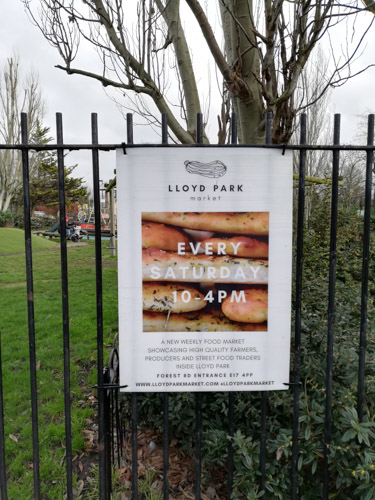 LLOYD PARK
market
EVERY
SATURDAY
10-4PM
A NEW WEEKLY FOOD MARKET
SHOWCASING HIGH QUALITY FARMERS,
PRODUCERS AND STREET FOOD TRADERS
INSIDE LLOYD PARK
FOREST RD ENTRANCE E17 4PP
WWW.LLOYDPARKMARKET.COM @LLOYDPARKMARKET